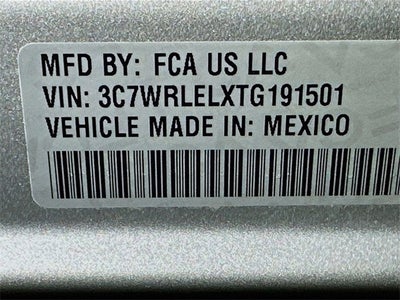 MFD BY: FCA US LLC
VIN: 3C7WRLELXTG191501
VEHICLE MADE IN: MEXICO